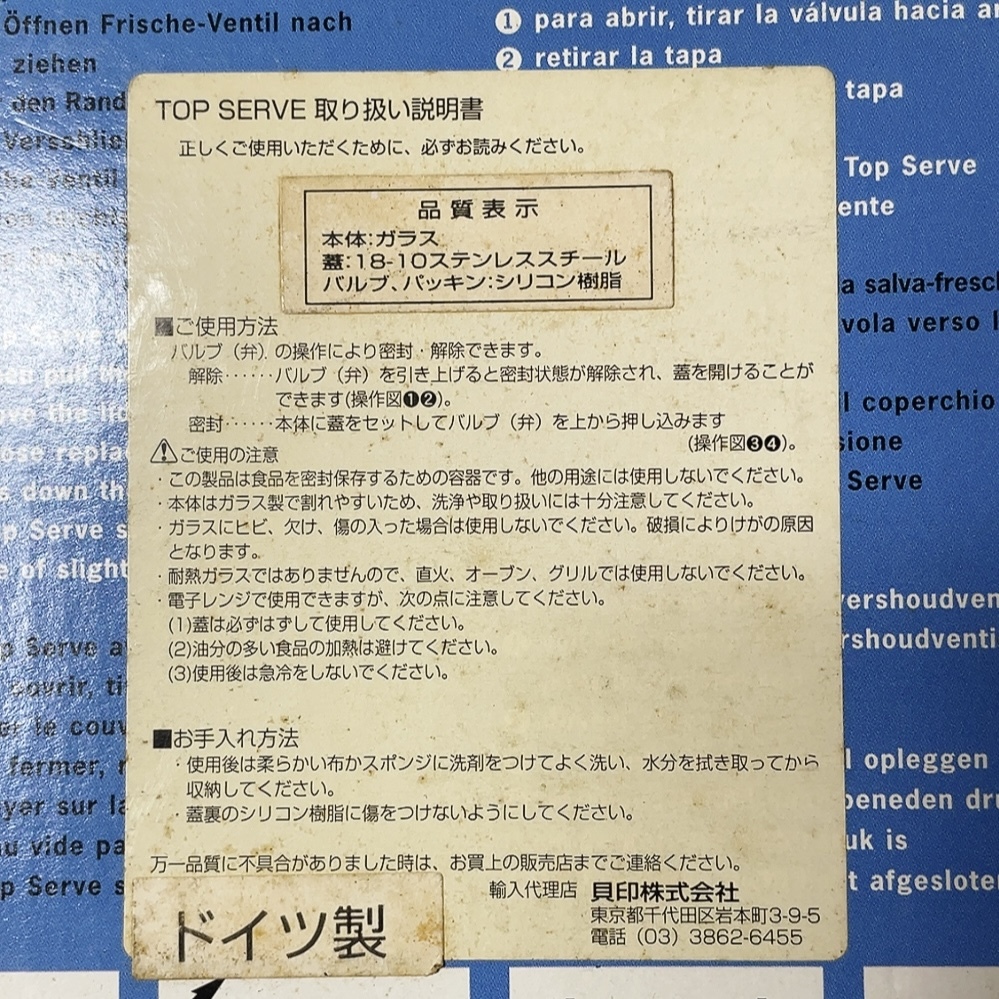 Öffnen Frische-Ventil nach
ziehen
den Rand
❶ para abrir, tirar la válvula hacia
❷ retirar la tapa
tapa
Top Serve
TOP SERVE 取り扱い説明書
正しくご使用いただくために、必ずお読みください。
品質表示
本体:ガラス
蓋:18-10ステンレススチール
バルブ、パッキン:シリコン樹脂
■ご使用方法
バルブ（弁）の操作により密封・解除できます。
解除……バルブ（弁）を引き上げると密封状態が解除され、蓋を開けることが
できます(操作図❶❷)。
密封……本体に蓋をセットしてバルブ（弁）を上から押し込みます
(操作図❸❹)。
⚠ご使用の注意
・この製品は食品を密封保存するための容器です。他の用途には使用しないでください。
・本体はガラス製で割れやすいため、洗浄や取り扱いには十分注意してください。
・ガラスにヒビ、欠け、傷の入った場合は使用しないでください。破損によりけがの原因
となります。
・耐熱ガラスではありませんので、直火、オーブン、グリルでは使用しないでください。
・電子レンジで使用できますが、次の点に注意してください。
(1)蓋は必ずはずして使用してください。
(2)油分の多い食品の加熱は避けてください。
(3)使用後は急冷をしないでください。
■お手入れ方法
・使用後は柔らかい布かスポンジに洗剤をつけてよく洗い、水分を拭き取ってから
収納してください。
・蓋裏のシリコン樹脂に傷をつけないようにしてください。
万一品質に不具合がありました時は、お買上の販売店までご連絡ください。
輸入代理店 貝印株式会社
東京都千代田区岩本町3-9-5
電話（03）3862-6455
ドイツ製
salva-fresc
vola verso
coperchio
sione
Serve
opleggen
beneden
uk is
afgesloten